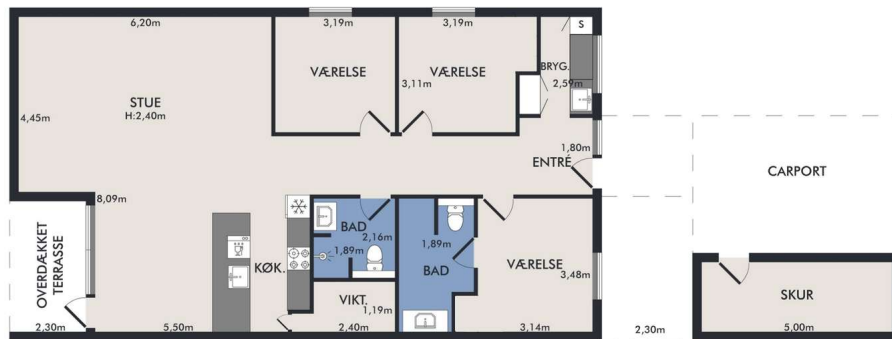 6,20m
3,19m
3,19m
S
VÆRELSE
VÆRELSE
BRYG.
2,59m
3,11m
STUE
H:2,40m
4,45m
1,80m
ENTRÉ
CARPORT
8,09m
BAD
2,16m
1,89m
1,89m
OVERDÆKKET
TERRASSE
KØK.
BAD
VÆRELSE
3,48m
VIKT.
1,19m
SKUR
2,30m
5,50m
2,40m
3,14m
2,30m
5,00m